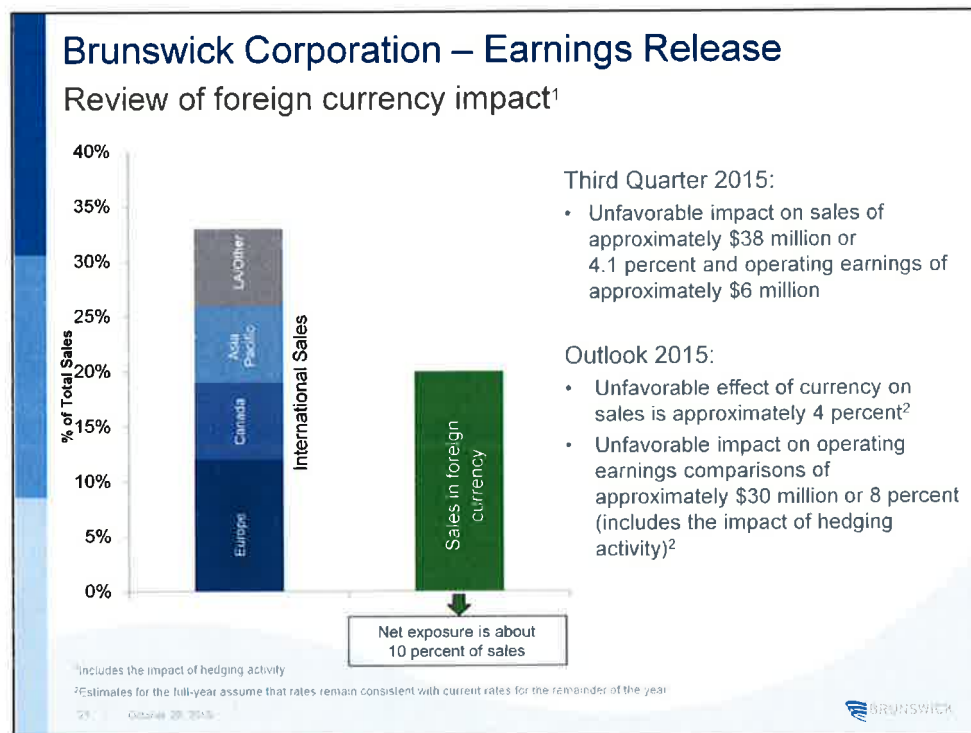 Brunswick Corporation – Earnings Release
Review of foreign currency impact¹
40%
35%
30%
25%
20%
15%
10%
5%
0%
% of Total Sales
LA/Other
Asia
Pacific
Canada
Europe
International Sales
Sales in foreign
currency
Net exposure is about
10 percent of sales
Third Quarter 2015:
• Unfavorable impact on sales of
approximately $38 million or
4.1 percent and operating earnings of
approximately $6 million
Outlook 2015:
• Unfavorable effect of currency on
sales is approximately 4 percent²
• Unfavorable impact on operating
earnings comparisons of
approximately $30 million or 8 percent
(includes the impact of hedging
activity)²
¹Includes the impact of hedging activity
²Estimates for the full-year assume that rates remain consistent with current rates for the remainder of the year
October
BRUNSWICK